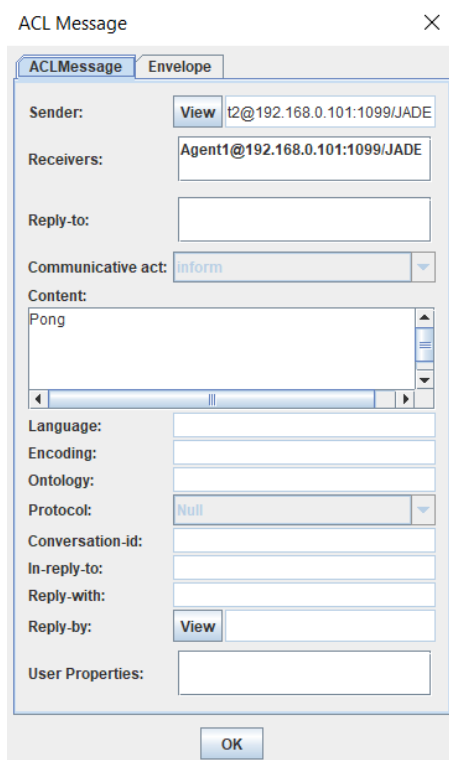 ACL Message
ACLMessage Envelope
Sender: View t2@192.168.0.101:1099/JADE
Receivers: Agent1@192.168.0.101:1099/JADE
Reply-to:
Communicative act: inform
Content:
Pong
Language:
Encoding:
Ontology:
Protocol: Null
Conversation-id:
In-reply-to:
Reply-with:
Reply-by: View
User Properties:
OK